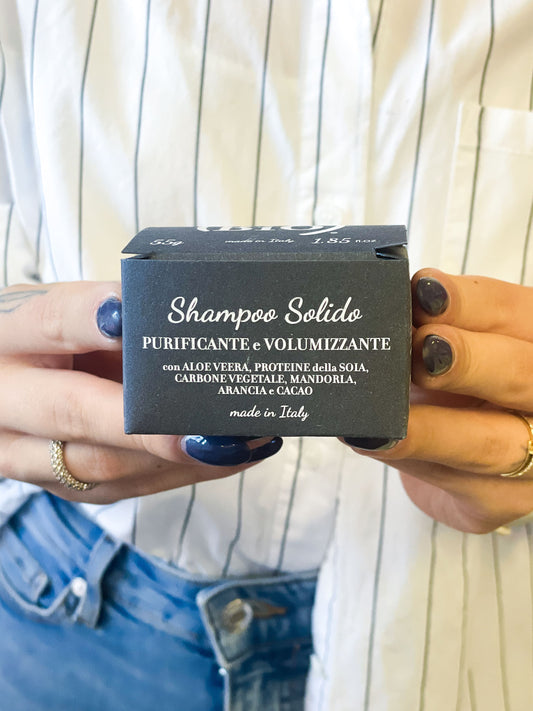 55g made in Italy 1.85 fl.oz
Shampoo Solido
PURIFICANTE e VOLUMIZZANTE
con ALOE VEERA, PROTEINE della SOIA,
CARBONE VEGETALE, MANDORLA,
ARANCIA e CACAO
made in Italy